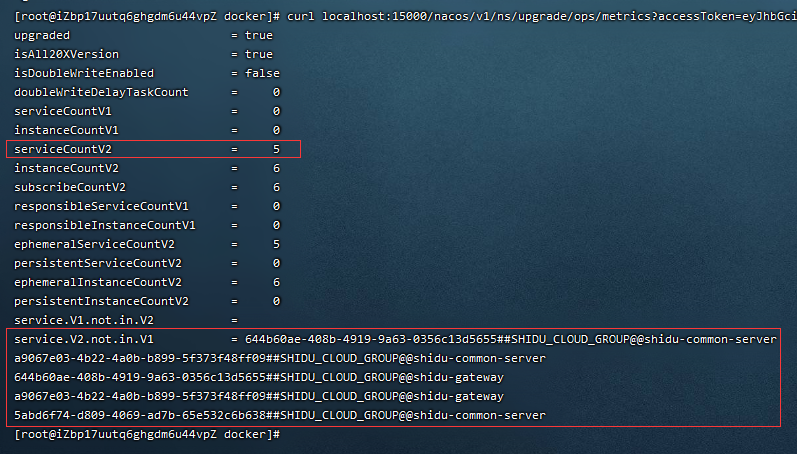 [root@iZbp17uutq6ghgdm6u44vpZ docker]# curl localhost:15000/nacos/v1/ns/upgrade/ops/metrics?accessToken=eyJhbGci
upgraded = true
isAll20XVersion = true
isDoubleWriteEnabled = false
doubleWriteDelayTaskCount = 0
serviceCountV1 = 0
instanceCountV1 = 0
serviceCountV2 = 5
instanceCountV2 = 6
subscribeCountV2 = 6
responsibleServiceCountV1 = 0
responsibleInstanceCountV1 = 0
ephemeralServiceCountV2 = 5
persistentServiceCountV2 = 0
ephemeralInstanceCountV2 = 6
persistentInstanceCountV2 = 0
service.V1.not.in.V2 =
service.V2.not.in.V1 = 644b60ae-408b-4919-9a63-0356c13d5655##SHIDU_CLOUD_GROUP@@shidu-common-server
a9067e03-4b22-4a0b-b899-5f373f48ff09##SHIDU_CLOUD_GROUP@@shidu-common-server
644b60ae-408b-4919-9a63-0356c13d5655##SHIDU_CLOUD_GROUP@@shidu-gateway
a9067e03-4b22-4a0b-b899-5f373f48ff09##SHIDU_CLOUD_GROUP@@shidu-gateway
5abd6f74-d809-4069-ad7b-65e532c6b638##SHIDU_CLOUD_GROUP@@shidu-common-server
[root@iZbp17uutq6ghgdm6u44vpZ docker]#